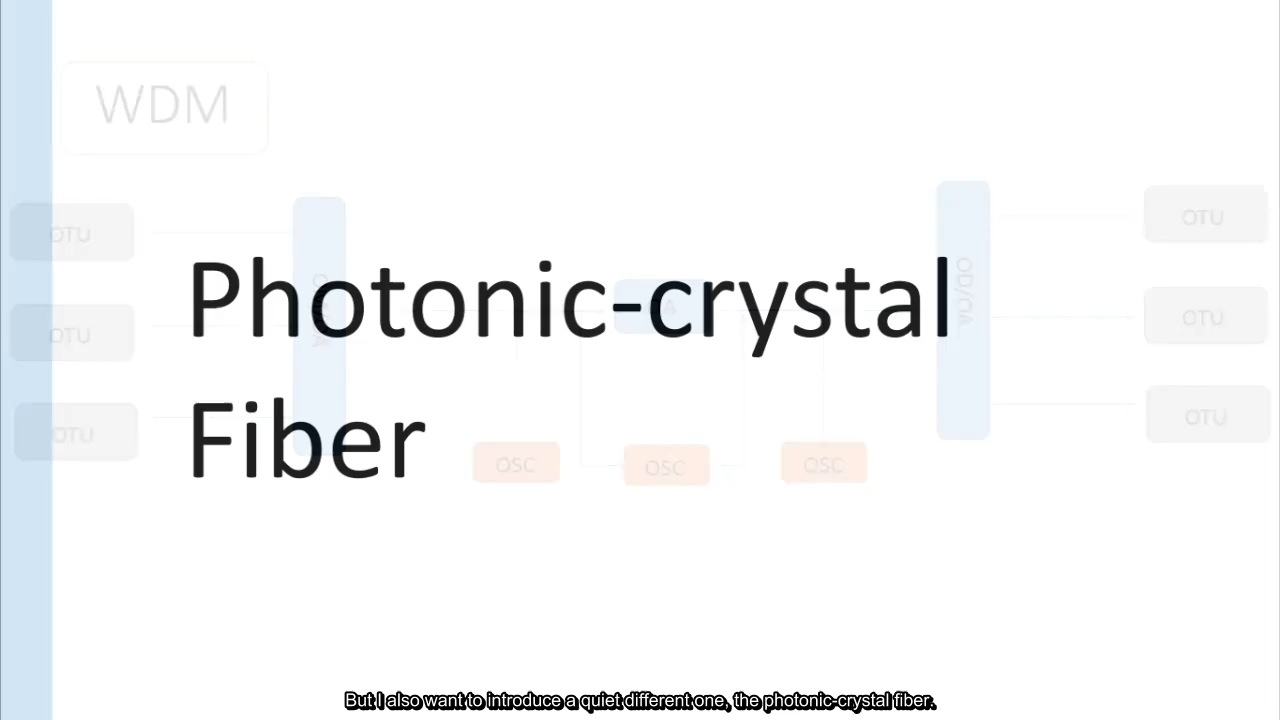 WDM
OTU
OTU
OTU
Photonic-crystal
Fiber
OSC
OSC
OSC
OTU
OTU
OTU
But I also want to introduce a quiet different one, the photonic-crystal fiber.